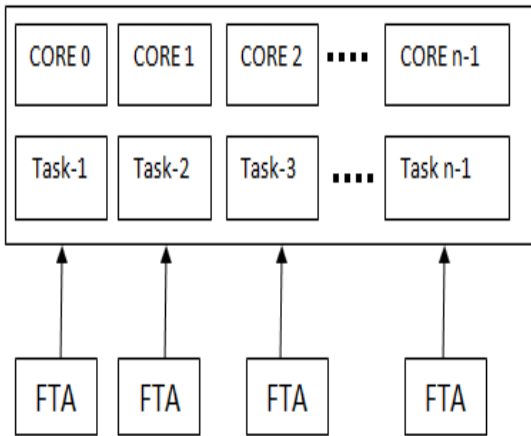 CORE 0 CORE 1 CORE 2 .... CORE n-1
Task-1 Task-2 Task-3 .... Task n-1
FTA FTA FTA FTA